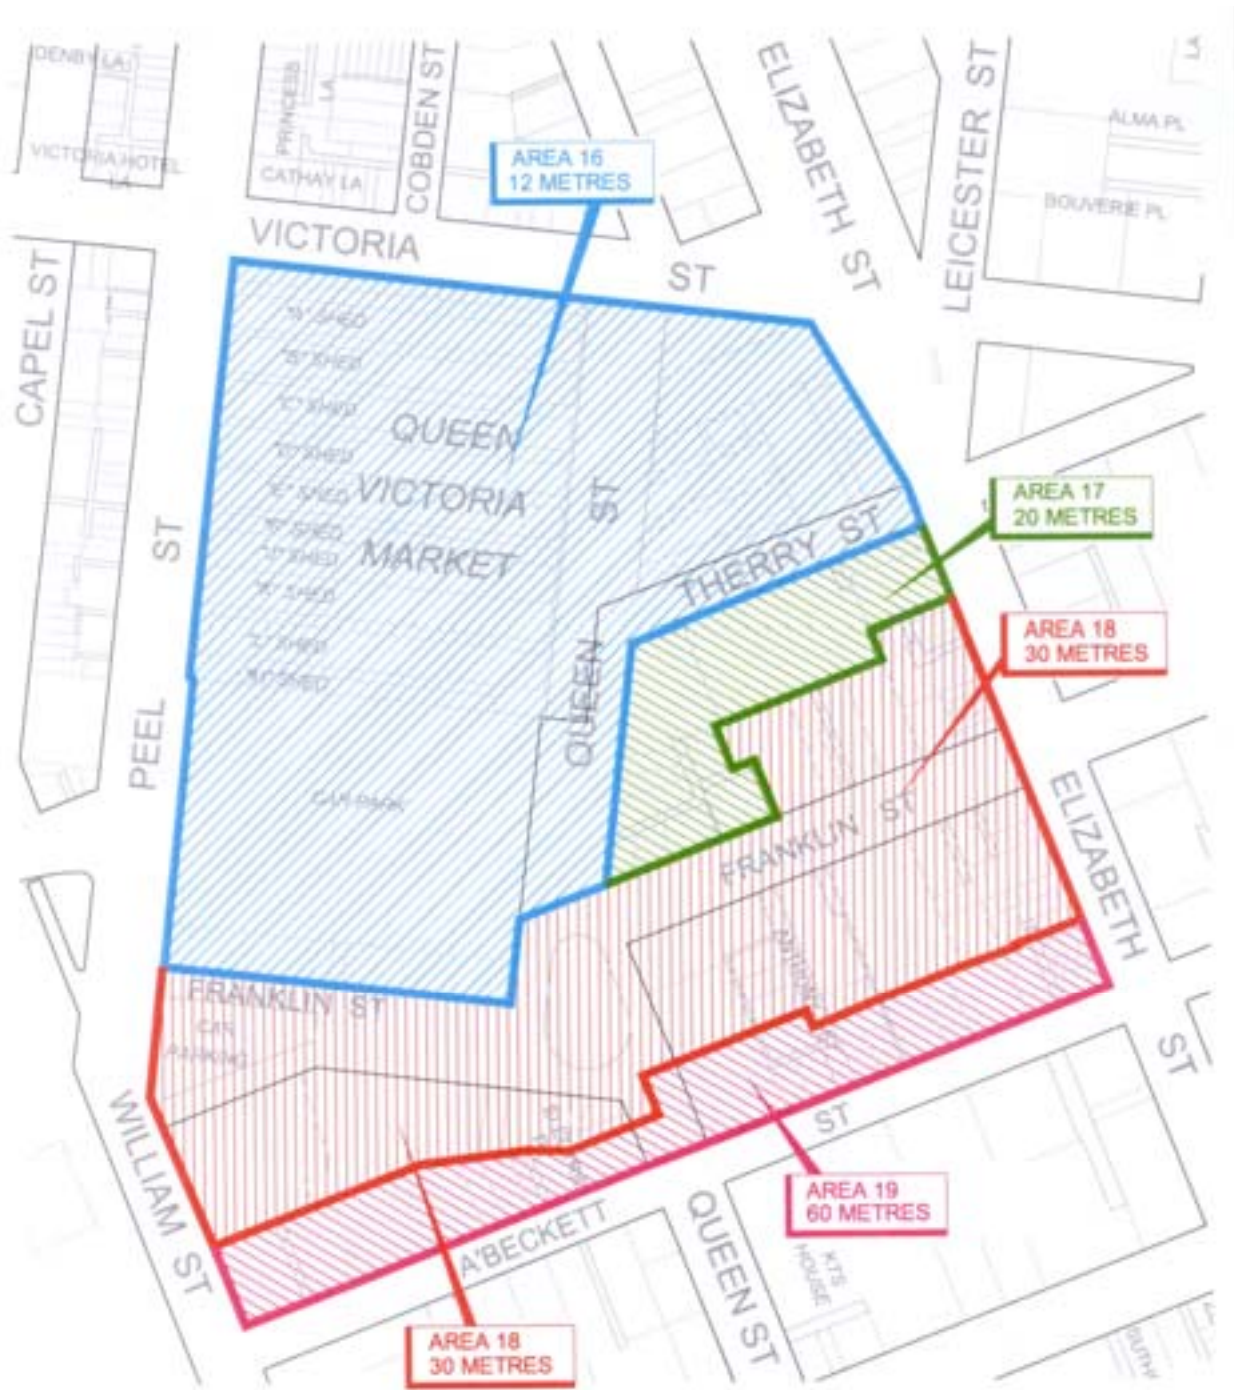 DENBY LA
PRINCESS
LA
COBDEN ST
ELIZABETH ST
LEICESTER ST
LA
ALMA PL
VICTORIA HOTEL
LA
CATHAY LA
AREA 16
12 METRES
BOUVERIE PL
VICTORIA
ST
CAPEL ST
"A" SHED
"B" SHED
"C" SHED
QUEEN
"D" SHED
"E" SHED
VICTORIA
ST
AREA 17
20 METRES
"F" SHED
SHED
MARKET
THERRY ST
"K" SHED
ST
"L" SHED
SHED
QUEEN
AREA 18
30 METRES
PEEL
CAR PARK
FRANKLIN ST
ELIZABETH
FRANKLIN ST
CAR
PARKING
ST
WILLIAM ST
ST
AREA 19
60 METRES
A'BECKETT
QUEEN ST
KTS
HOUSE
AREA 18
30 METRES